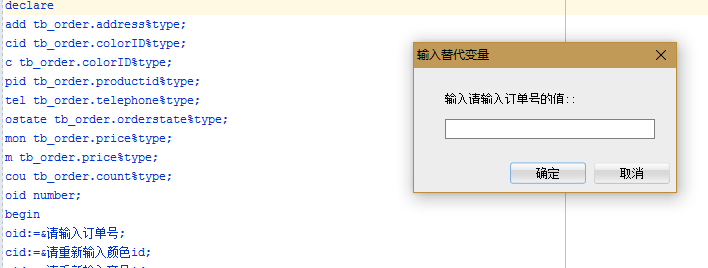 declare
add tb_order.address%type;
cid tb_order.colorID%type;
c tb_order.colorID%type;
pid tb_order.productid%type;
tel tb_order.telephone%type;
ostate tb_order.orderstate%type;
mon tb_order.price%type;
m tb_order.price%type;
cou tb_order.count%type;
oid number;
begin
oid:=&请输入订单号;
cid:=&请重新输入颜色id;
输入替代变量
输入请输入订单号的值::
确定
取消